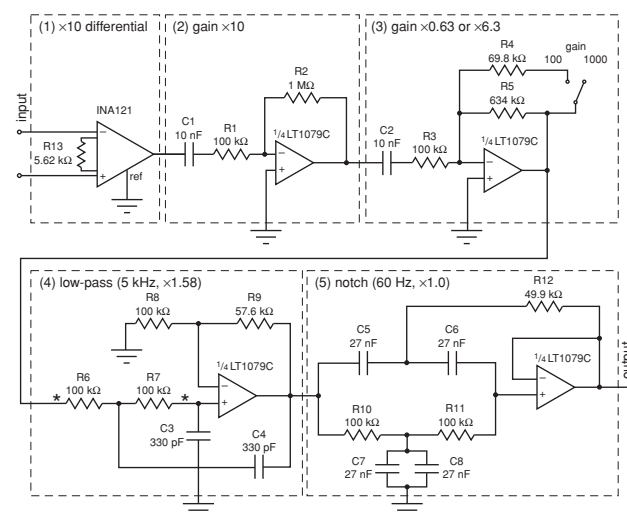 (1) ×10 differential
(2) gain ×10
(3) gain ×0.63 or ×6.3
R4
69.8 kΩ
gain
100
1000
R2
1 MΩ
R5
634 kΩ
input
INA121
C1
10 nF
R1
100 kΩ
1/4 LT1079C
C2
10 nF
R3
100 kΩ
1/4 LT1079C
R13
5.62 kΩ
−
+
ref
−
+
−
+
(4) low-pass (5 kHz, ×1.58)
(5) notch (60 Hz, ×1.0)
R12
49.9 kΩ
R8
100 kΩ
R9
57.6 kΩ
C5
27 nF
C6
27 nF
1/4 LT1079C
1/4 LT1079C
output
*
R6
100 kΩ
R7
100 kΩ
*
−
+
−
+
R10
100 kΩ
R11
100 kΩ
C3
330 pF
C4
330 pF
C7
27 nF
C8
27 nF